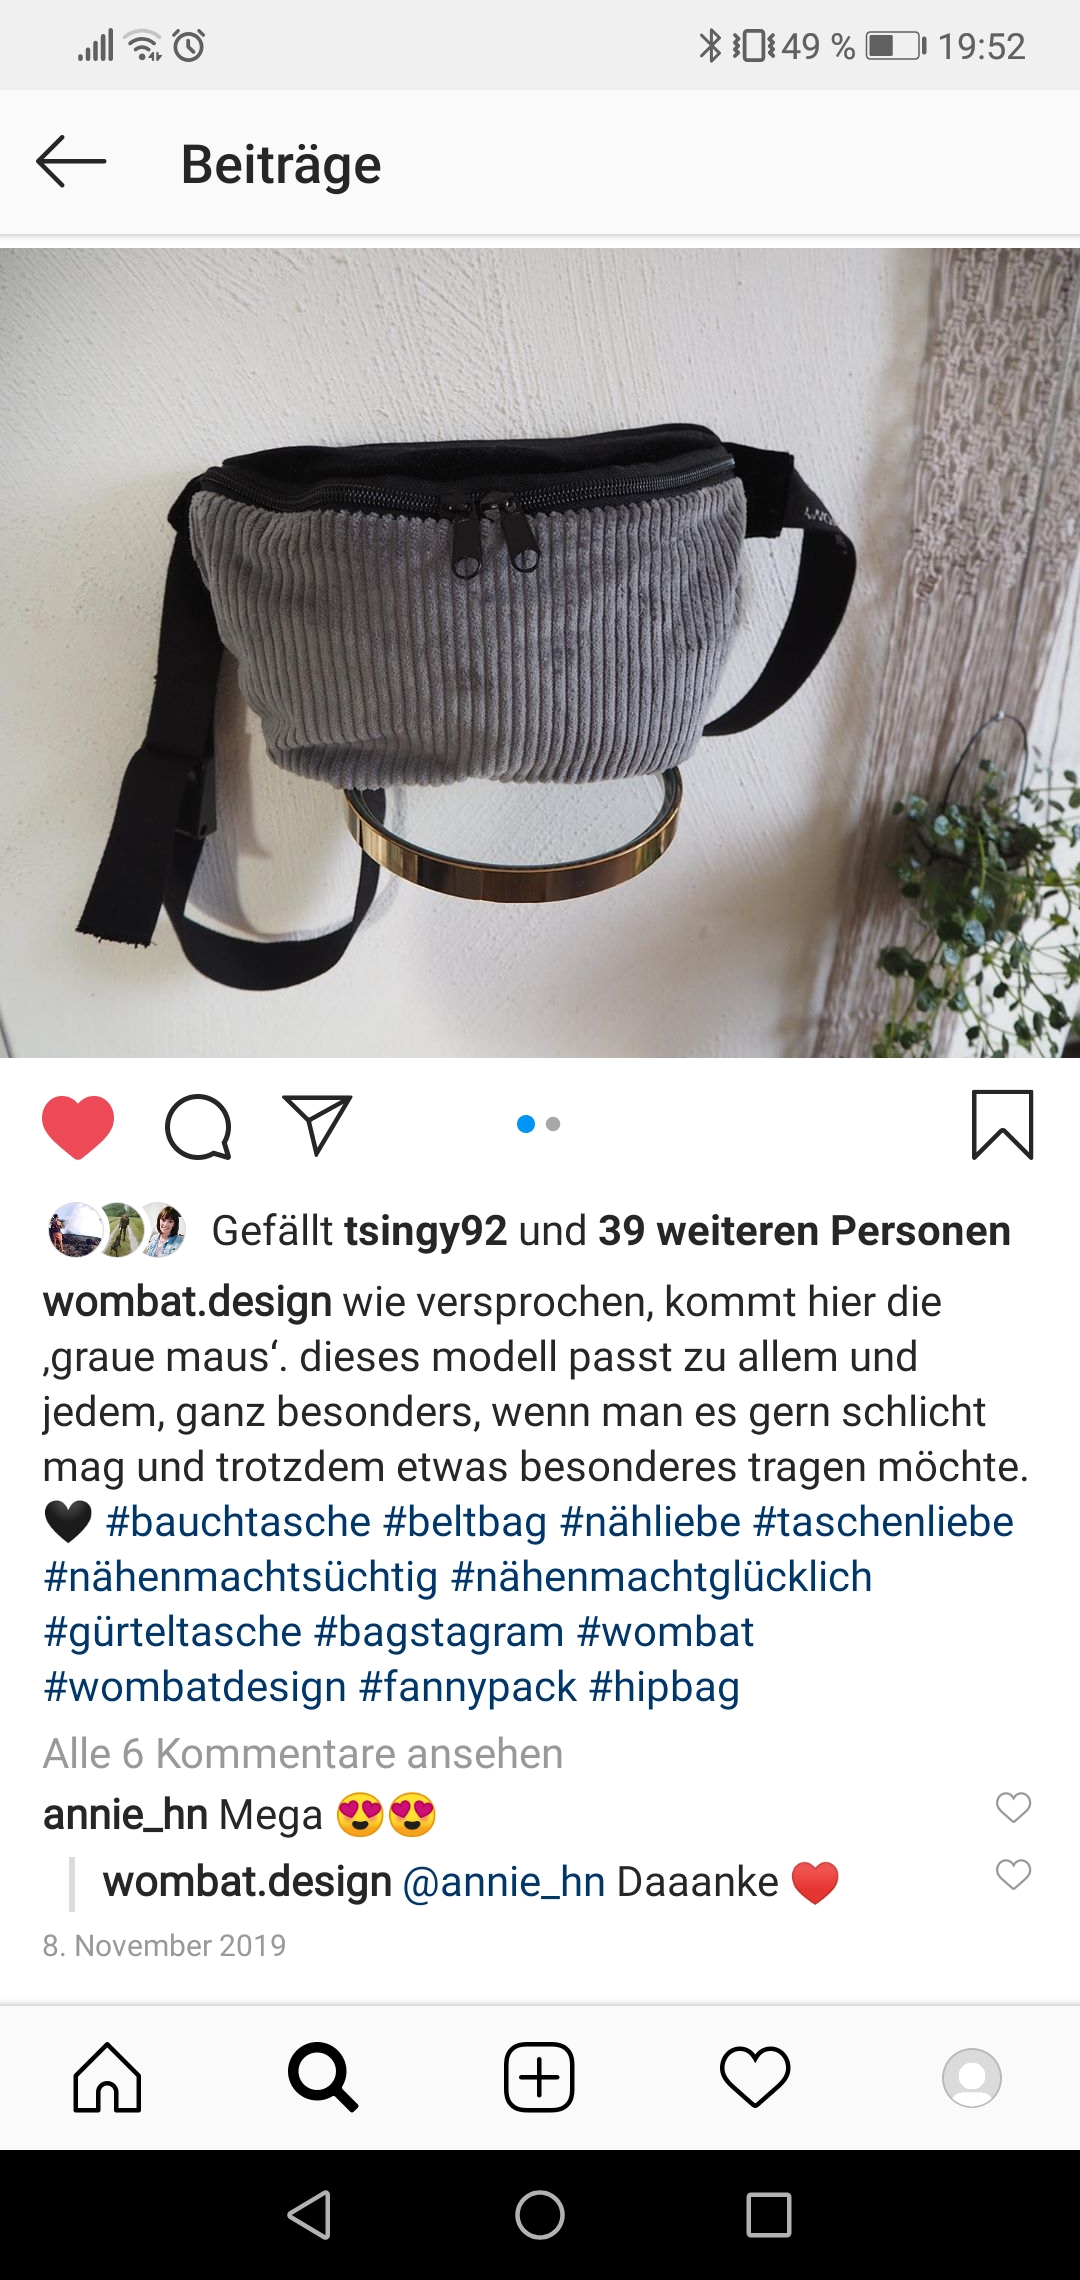 49 % 19:52
Beiträge
Gefällt tsingy92 und 39 weiteren Personen
wombat.design wie versprochen, kommt hier die
‚graue maus‘. dieses modell passt zu allem und
jedem, ganz besonders, wenn man es gern schlicht
mag und trotzdem etwas besonderes tragen möchte.
🖤 #bauchtasche #beltbag #nähliebe #taschenliebe
#nähenmachtsüchtig #nähenmachtglücklich
#gürteltasche #bagstagram #wombat
#wombatdesign #fannypack #hipbag
Alle 6 Kommentare ansehen
annie_hn Mega 😍😍
wombat.design @annie_hn Daaanke ❤️
8. November 2019